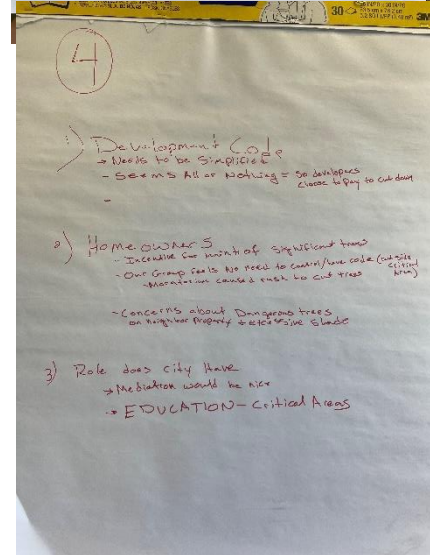 30
3M
4
1) Development Code
→ Needs to be Simplified
- Seems All or Nothing = so developers
choose to pay to cut down
-
2) Homeowners
- Incentive for maint of Significant trees
- Our Group feels no need to control/have code (outside
critical
Area)
- Moratorium caused rush to cut trees
- Concerns about Dangerous trees
on neighbor property + excessive shade
3) Role does city Have
→ Mediation would be nice
→ EDUCATION - Critical Areas